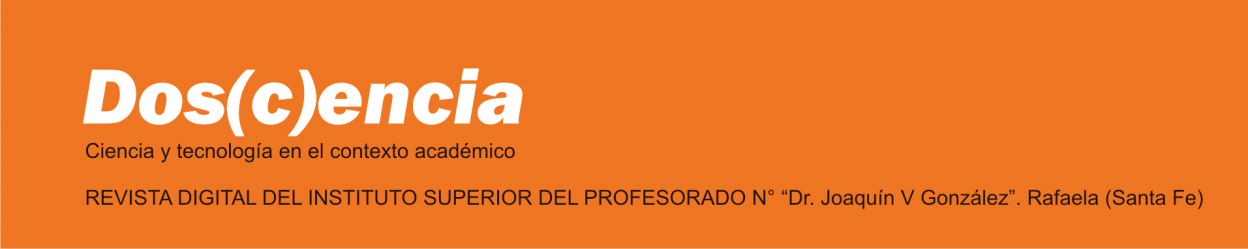 Dos(c)encia
Ciencia y tecnología en el contexto académico
REVISTA DIGITAL DEL INSTITUTO SUPERIOR DEL PROFESORADO N° “Dr. Joaquín V González”. Rafaela (Santa Fe)